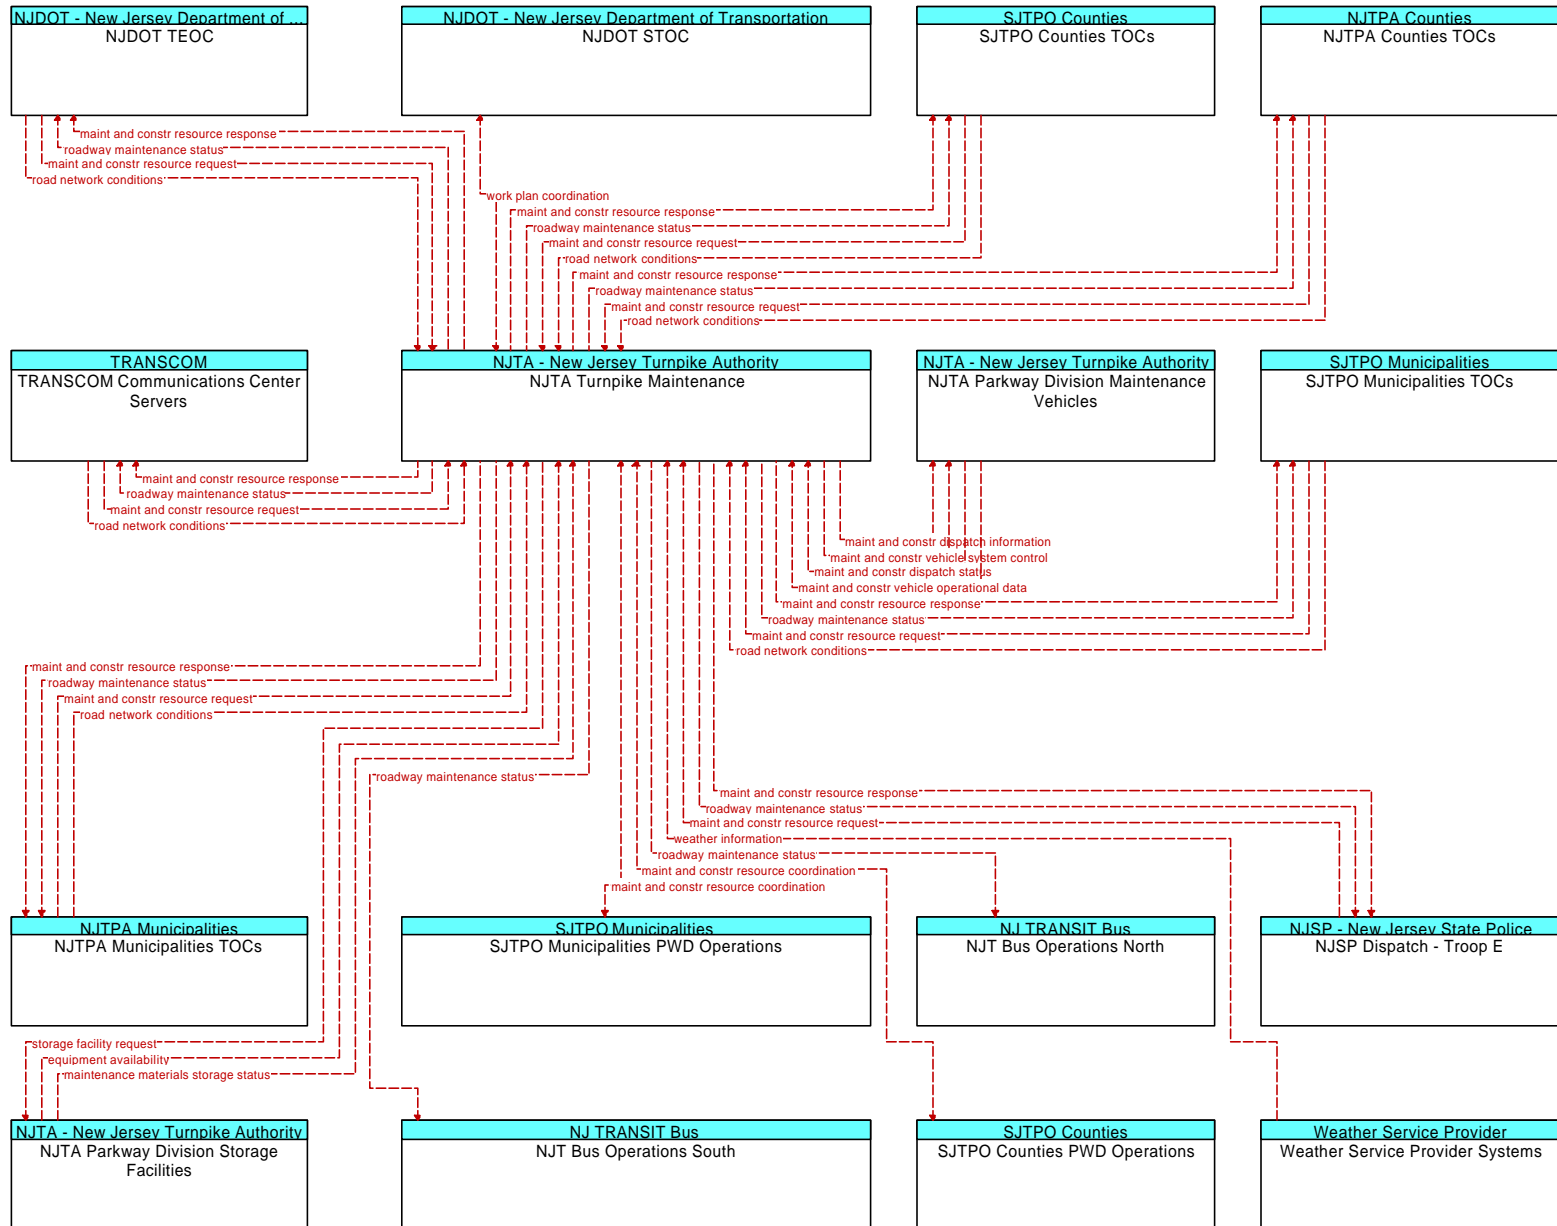 NJDOT - New Jersey Department of ...
NJDOT TEOC
NJDOT - New Jersey Department of Transportation
NJDOT STOC
SJTPO Counties
SJTPO Counties TOCs
NJTPA Counties
NJTPA Counties TOCs
maint and constr resource response
roadway maintenance status
maint and constr resource request
road network conditions
work plan coordination
maint and constr resource response
roadway maintenance status
maint and constr resource request
road network conditions
maint and constr resource response
roadway maintenance status
maint and constr resource request
road network conditions
TRANSCOM
TRANSCOM Communications Center
Servers
NJTA - New Jersey Turnpike Authority
NJTA Turnpike Maintenance
NJTA - New Jersey Turnpike Authority
NJTA Parkway Division Maintenance
Vehicles
SJTPO Municipalities
SJTPO Municipalities TOCs
maint and constr resource response
roadway maintenance status
maint and constr resource request
road network conditions
maint and constr dispatch information
maint and constr vehicle system control
maint and constr dispatch status
maint and constr vehicle operational data
maint and constr resource response
roadway maintenance status
maint and constr resource request
road network conditions
maint and constr resource response
roadway maintenance status
maint and constr resource request
road network conditions
roadway maintenance status
maint and constr resource response
roadway maintenance status
maint and constr resource request
weather information
roadway maintenance status
maint and constr resource coordination
maint and constr resource coordination
NJTPA Municipalities
NJTPA Municipalities TOCs
SJTPO Municipalities
SJTPO Municipalities PWD Operations
NJ TRANSIT Bus
NJT Bus Operations North
NJSP - New Jersey State Police
NJSP Dispatch - Troop E
storage facility request
equipment availability
maintenance materials storage status
NJTA - New Jersey Turnpike Authority
NJTA Parkway Division Storage
Facilities
NJ TRANSIT Bus
NJT Bus Operations South
SJTPO Counties
SJTPO Counties PWD Operations
Weather Service Provider
Weather Service Provider Systems